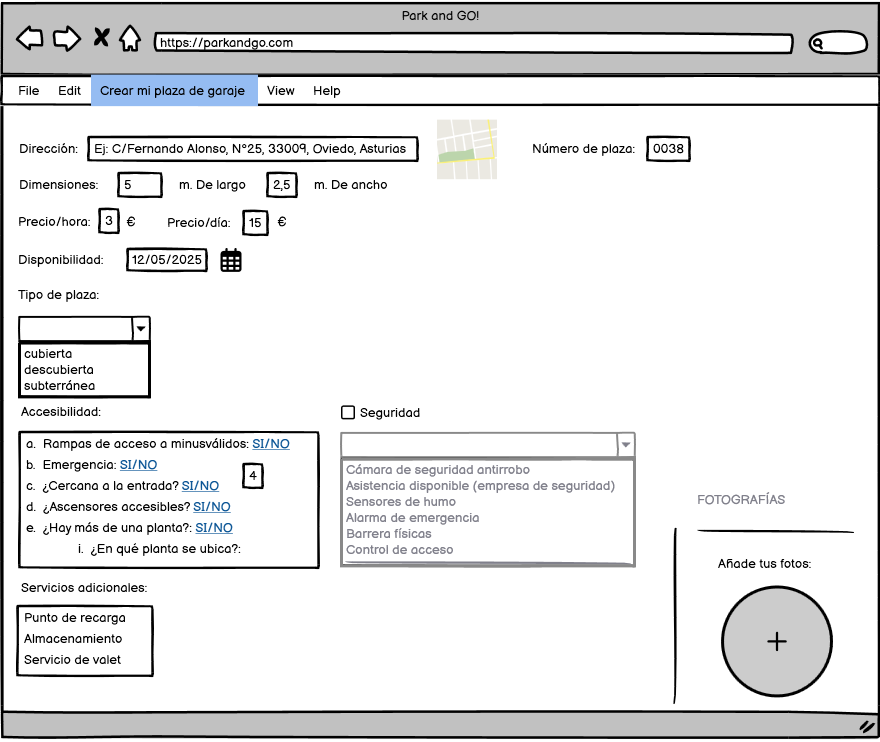 Park and GO!
https://parkandgo.com
File Edit Crear mi plaza de garaje View Help
Dirección: Ej: C/Fernando Alonso, Nº25, 33009, Oviedo, Asturias Número de plaza: 0038
Dimensiones: 5 m. De largo 2,5 m. De ancho
Precio/hora: 3 € Precio/día: 15 €
Disponibilidad: 12/05/2025
Tipo de plaza:
cubierta
descubierta
subterránea
Accesibilidad:
a. Rampas de acceso a minusválidos: SI/NO
b. Emergencia: SI/NO
c. ¿Cercana a la entrada? SI/NO
4
d. ¿Ascensores accesibles? SI/NO
e. ¿Hay más de una planta?: SI/NO
i. ¿En qué planta se ubica?:
Seguridad
Cámara de seguridad antirrobo
Asistencia disponible (empresa de seguridad)
Sensores de humo
Alarma de emergencia
Barrera físicas
Control de acceso
Servicios adicionales:
Punto de recarga
Almacenamiento
Servicio de valet
FOTOGRAFÍAS
Añade tus fotos:
+